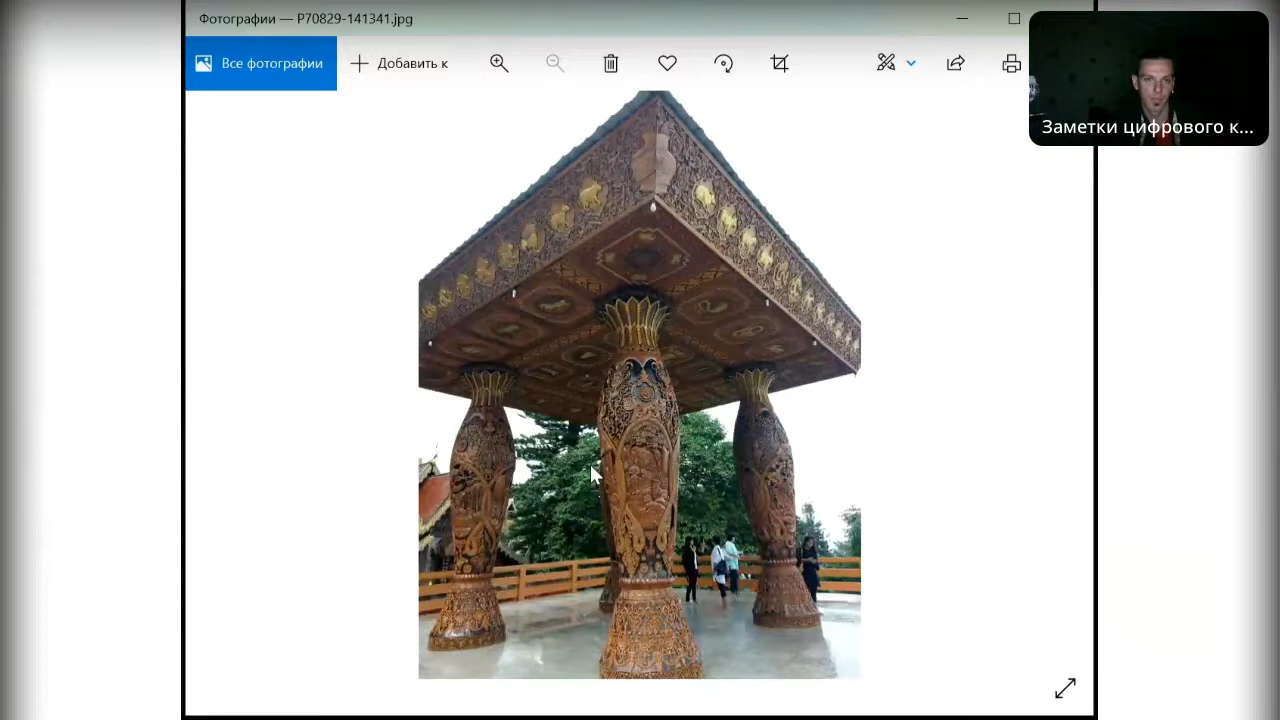 Фотографии — P70829-141341.jpg
Все фотографии
Добавить к
Заметки цифрового к...